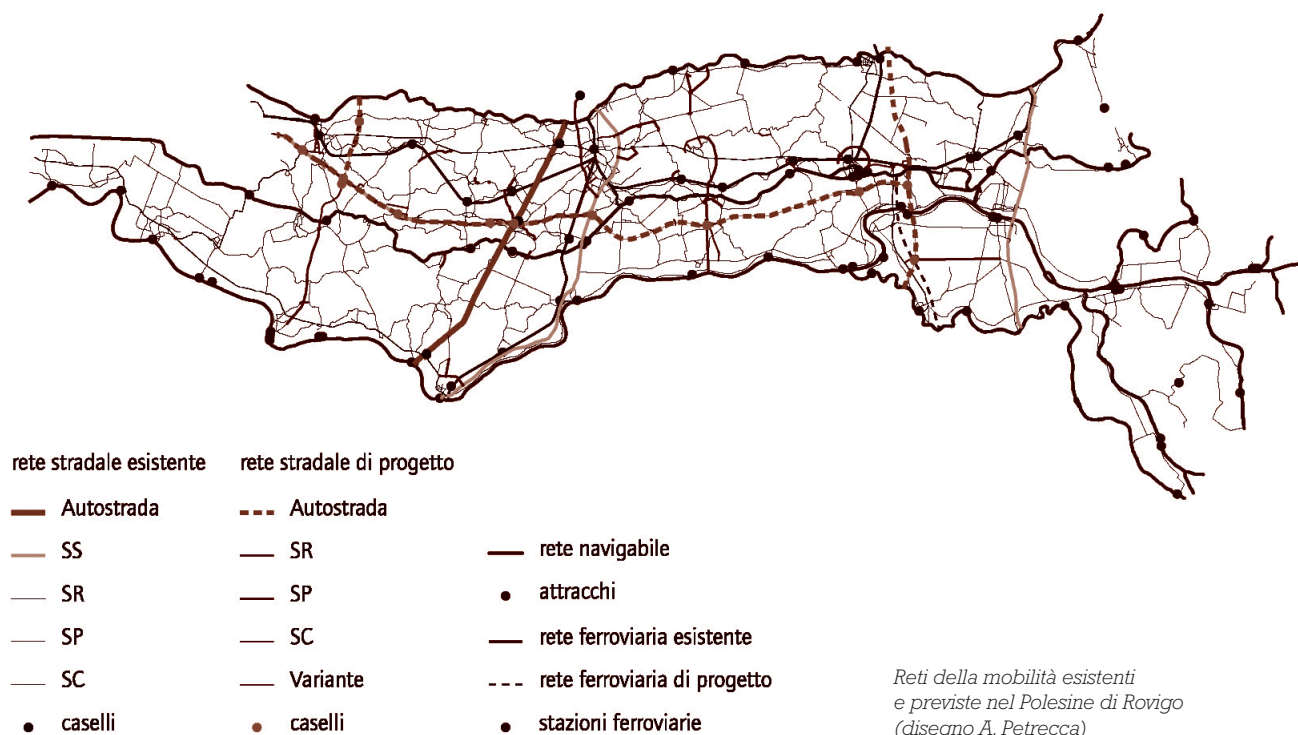 rete stradale esistente
Autostrada
SS
SR
SP
SC
caselli
rete stradale di progetto
Autostrada
SR
SP
SC
Variante
caselli
rete navigabile
attracchi
rete ferroviaria esistente
rete ferroviaria di progetto
stazioni ferroviarie
Reti della mobilità esistenti
e previste nel Polesine di Rovigo
(disegno A. Petrecca)